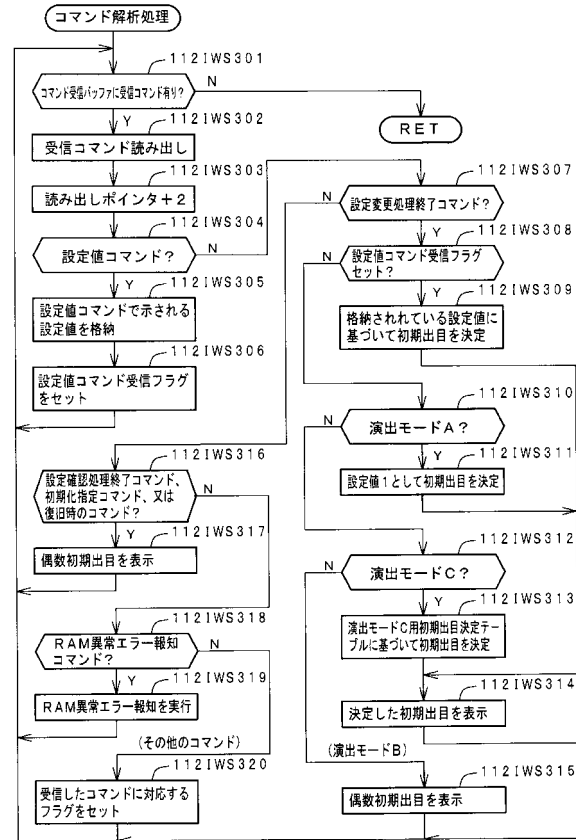 コマンド解析処理
112IWS301
コマンド受信バッファに受信コマンド有り?
N
Y
RET
112IWS302
受信コマンド読み出し
112IWS303
読み出しポインタ+2
112IWS304
設定値コマンド?
N
Y
112IWS305
設定値コマンドで示される
設定値を格納
112IWS306
設定値コマンド受信フラグ
をセット
112IWS307
設定変更処理終了コマンド?
N
Y
112IWS308
設定値コマンド受信フラグ
セット?
N
Y
112IWS309
格納されれている設定値に
基づいて初期出目を決定
112IWS310
演出モードA?
N
Y
112IWS311
設定値1として初期出目を決定
112IWS312
演出モードC?
N
Y
112IWS313
演出モードC用初期出目決定テー
ブルに基づいて初期出目を決定
112IWS314
決定した初期出目を表示
(演出モードB)
112IWS315
偶数初期出目を表示
112IWS316
設定確認処理終了コマンド、
初期化指定コマンド、又は
復旧時のコマンド?
N
Y
112IWS317
偶数初期出目を表示
112IWS318
RAM異常エラー報知
コマンド?
N
Y
112IWS319
RAM異常エラー報知を実行
(その他のコマンド)
112IWS320
受信したコマンドに対応する
フラグをセット